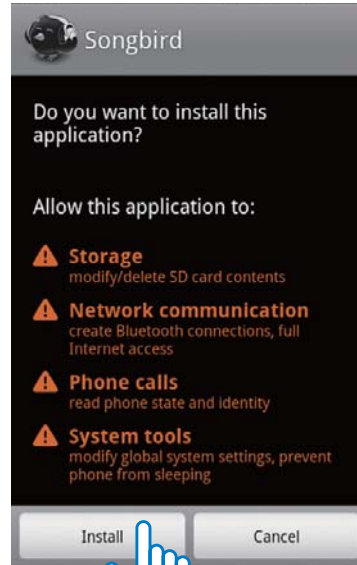 Songbird
Do you want to install this
application?
Allow this application to:
Storage
modify/delete SD card contents
Network communication
create Bluetooth connections, full
Internet access
Phone calls
read phone state and identity
System tools
modify global system settings, prevent
phone from sleeping
Install
Cancel